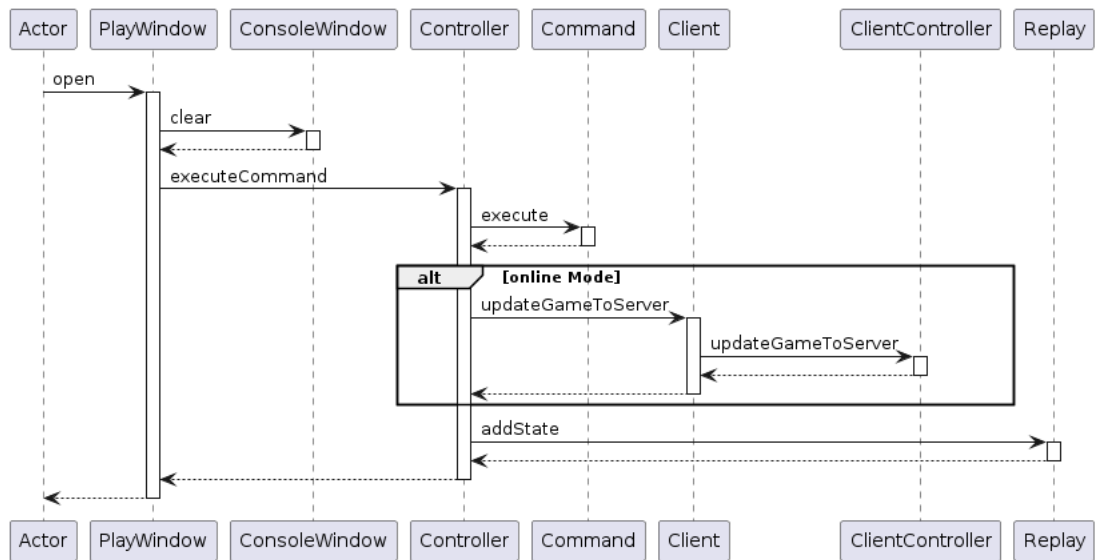 Actor PlayWindow ConsoleWindow Controller Command Client ClientController Replay
open
clear
executeCommand
execute
alt [online Mode]
updateGameToServer
updateGameToServer
addState
Actor PlayWindow ConsoleWindow Controller Command Client ClientController Replay